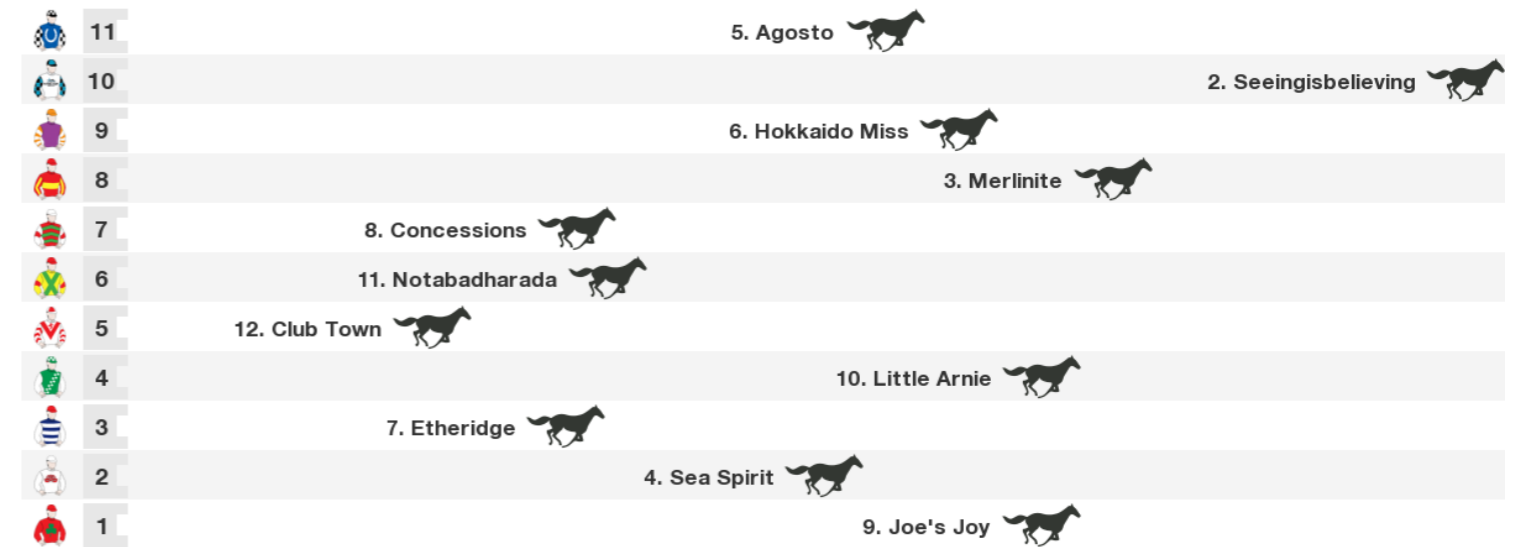 11 5. Agosto
10 2. Seeingisbelieving
9 6. Hokkaido Miss
8 3. Merlinite
7 8. Concessions
6 11. Notabadharada
5 12. Club Town
4 10. Little Arnie
3 7. Etheridge
2 4. Sea Spirit
1 9. Joe's Joy